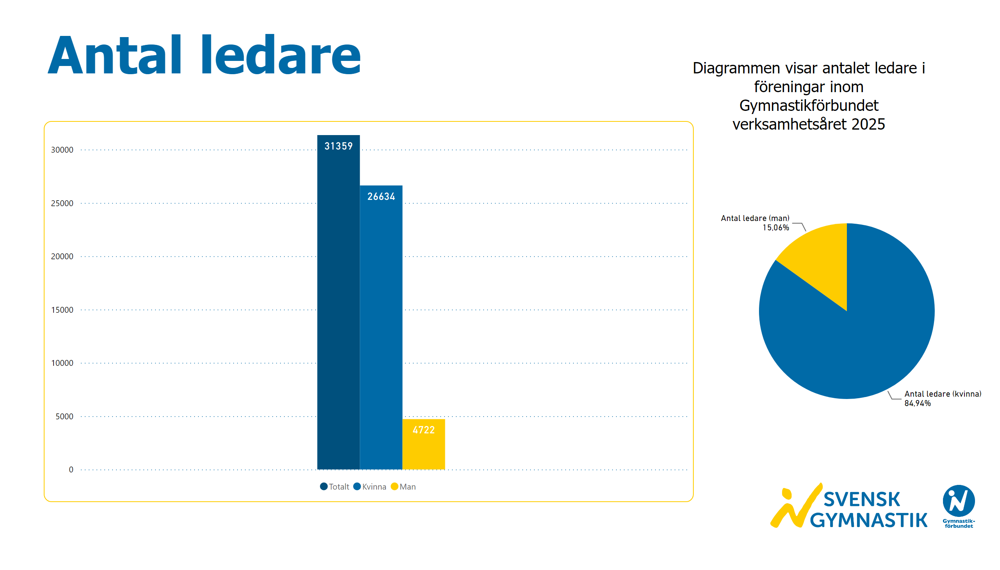 Antal ledare
Diagrammen visar antalet ledare i
föreningar inom
Gymnastikförbundet
verksamhetsåret 2025
30000
25000
20000
15000
10000
5000
0
31359
26634
4722
Totalt Kvinna Man
Antal ledare (man)
15,06%
Antal ledare (kvinna)
84,94%
SVENSK
GYMNASTIK
Gymnastik-
förbundet